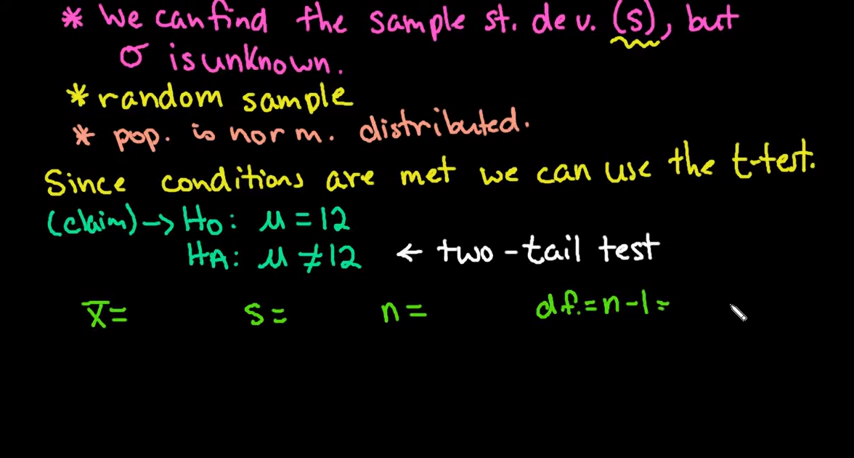 * We can find the sample st. dev. (s), but
σ is unknown.
* random sample
* pop. is norm. distributed.
Since conditions are met we can use the t-test.
(claim) → H₀: μ = 12
HA: μ ≠ 12 ← two-tail test
x̄ = s = n = d.f. = n - 1 =